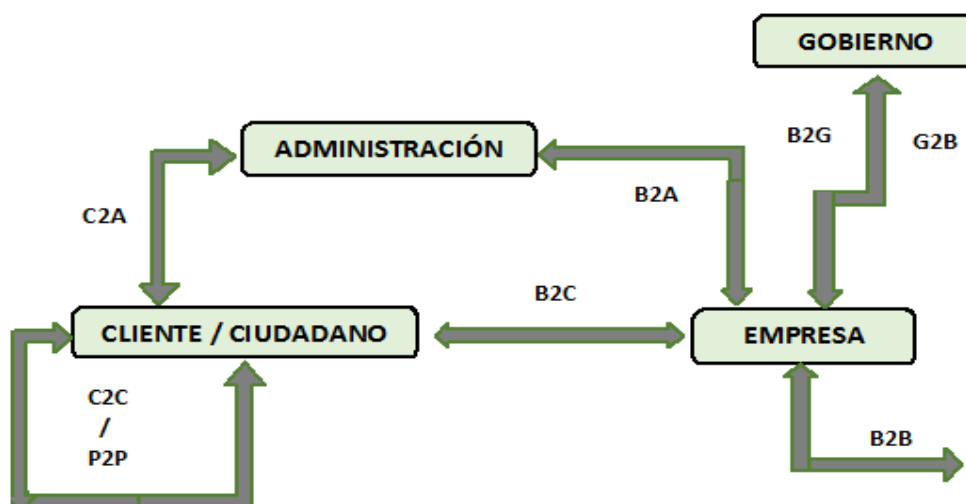 GOBIERNO
B2G
G2B
ADMINISTRACIÓN
C2A
B2A
B2C
CLIENTE / CIUDADANO
EMPRESA
C2C
/
P2P
B2B